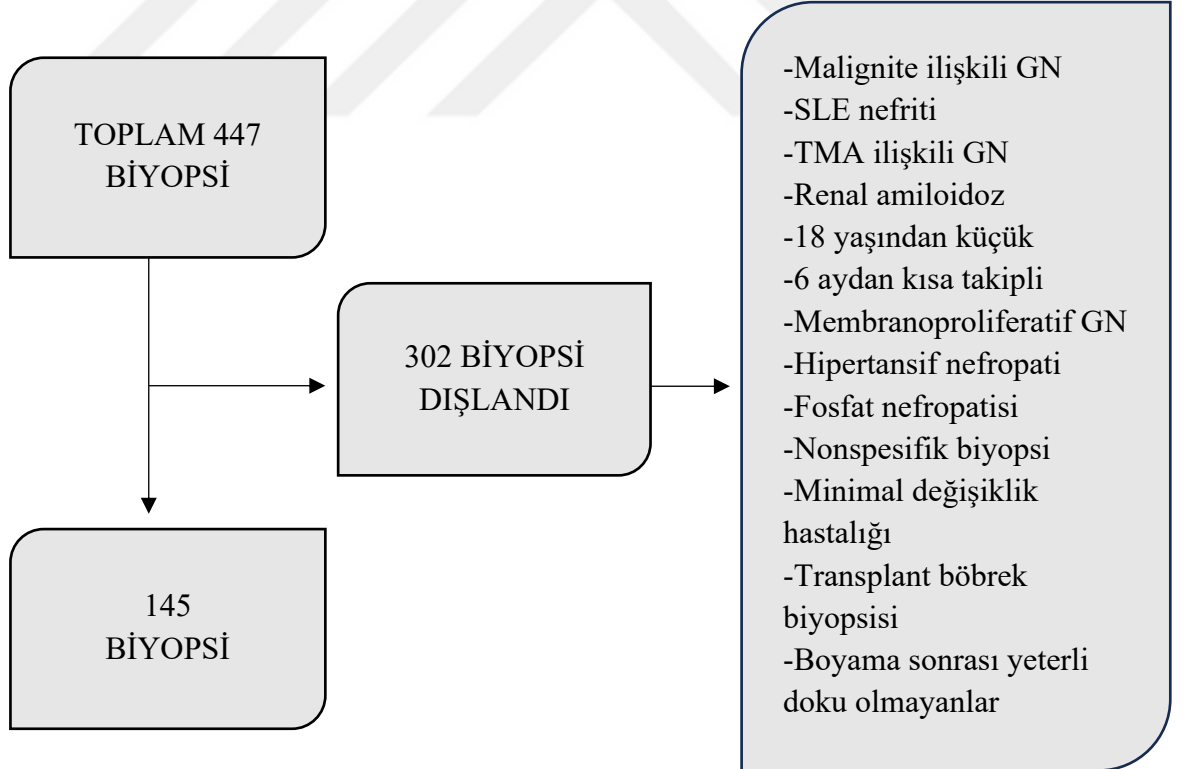 TOPLAM 447
BİYOPSİ
302 BİYOPSİ
DIŞLANDI
145
BİYOPSİ
-Malignite ilişkili GN
-SLE nefriti
-TMA ilişkili GN
-Renal amiloidoz
-18 yaşından küçük
-6 aydan kısa takipli
-Membranoproliferatif GN
-Hipertansif nefropati
-Fosfat nefropatisi
-Nonspesifik biyopsi
-Minimal değişiklik
hastalığı
-Transplant böbrek
biyopsisi
-Boyama sonrası yeterli
doku olmayanlar